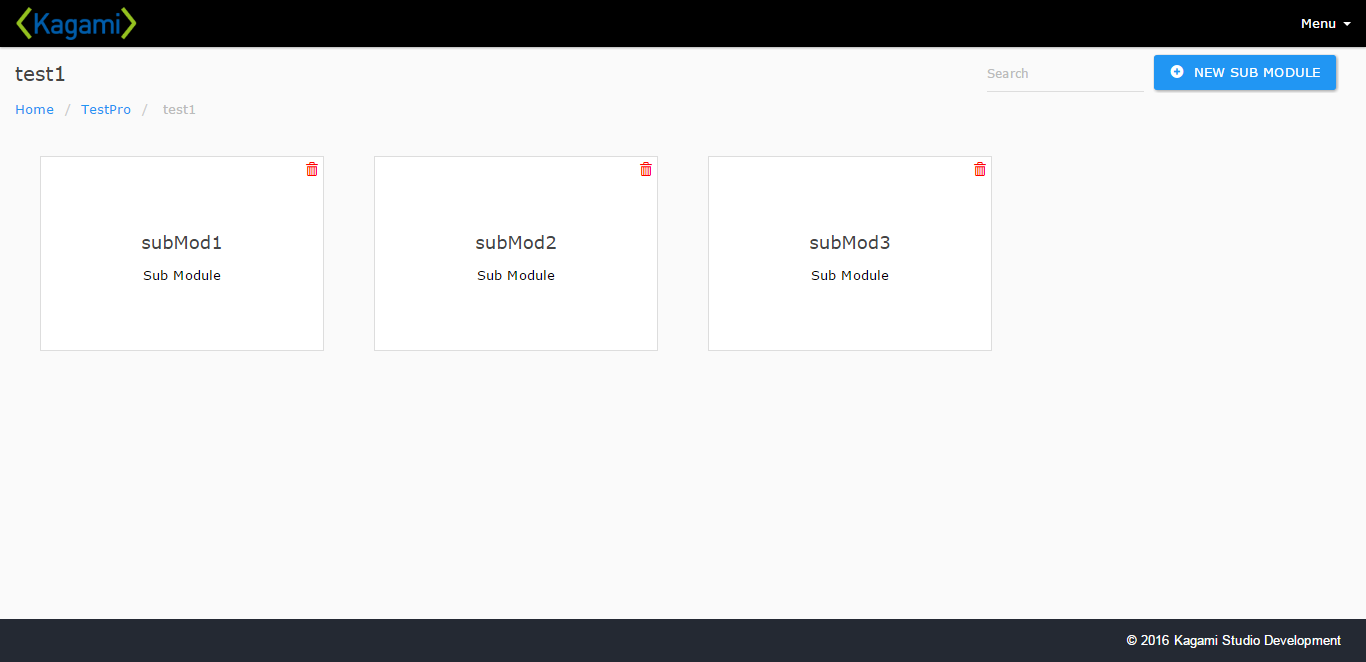 <Kagami>
Menu
test1
Search
NEW SUB MODULE
Home / TestPro / test1
subMod1
Sub Module
subMod2
Sub Module
subMod3
Sub Module
© 2016 Kagami Studio Development